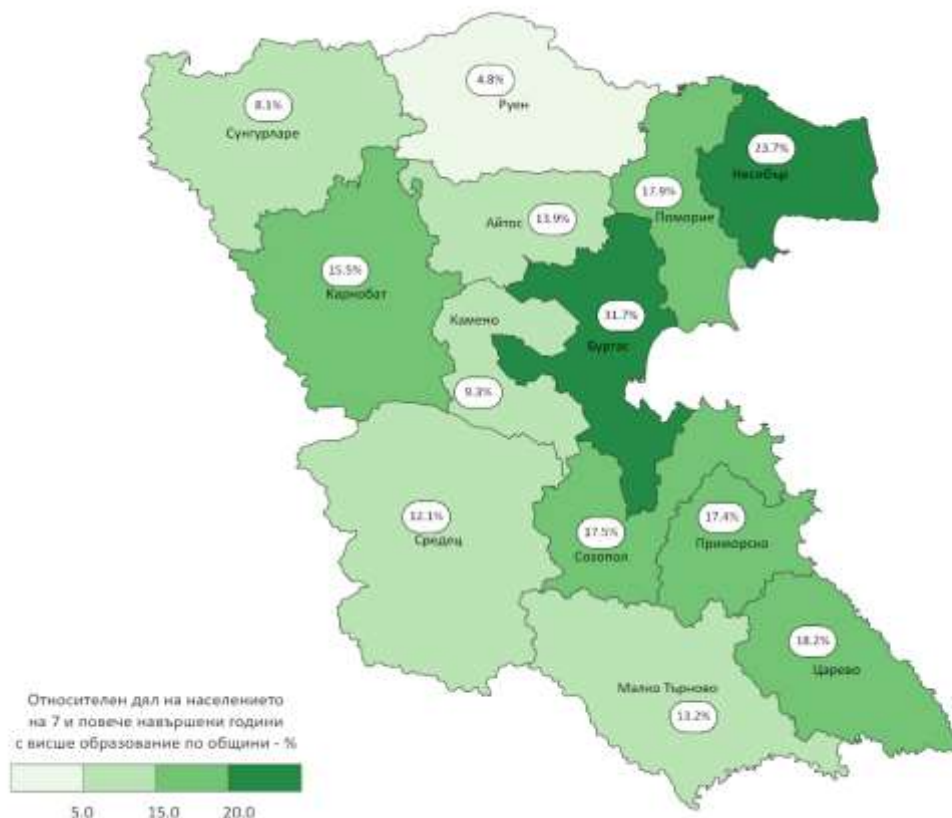 4.8%
Руен
8.1%
Сунгурларе
23.7%
Несебър
17.9%
Поморие
Айтос 13.9%
15.5%
Карнобат
Камено
31.7%
Бургас
9.3%
12.1%
Средец
17.5%
Созопол
17.4%
Приморско
18.2%
Царево
Малко Търново
13.2%
Относителен дял на населението
на 7 и повече навършени години
с висше образование по общини - %
5.0 15.0 20.0